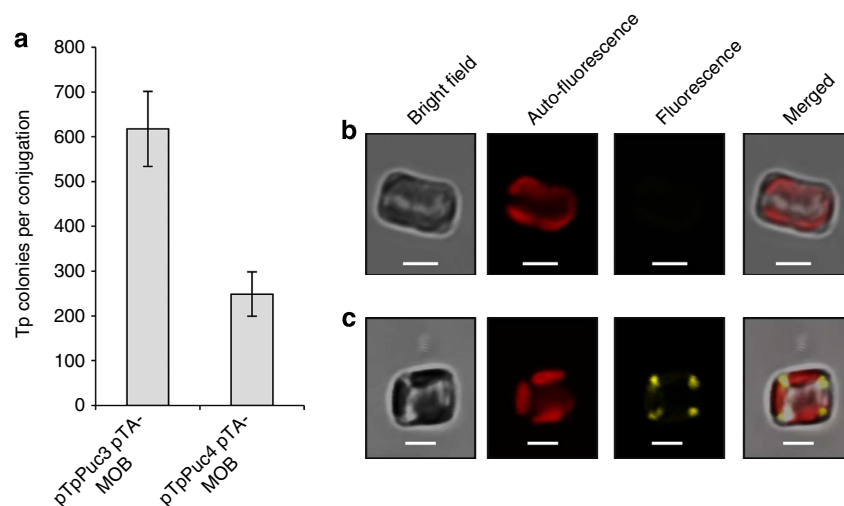 a
Tp colonies per conjugation
800
700
600
500
400
300
200
100
0
pTpPuc3 pTA-
MOB
pTpPuc4 pTA-
MOB
Bright field
Auto-fluorescence
Fluorescence
Merged
b
c